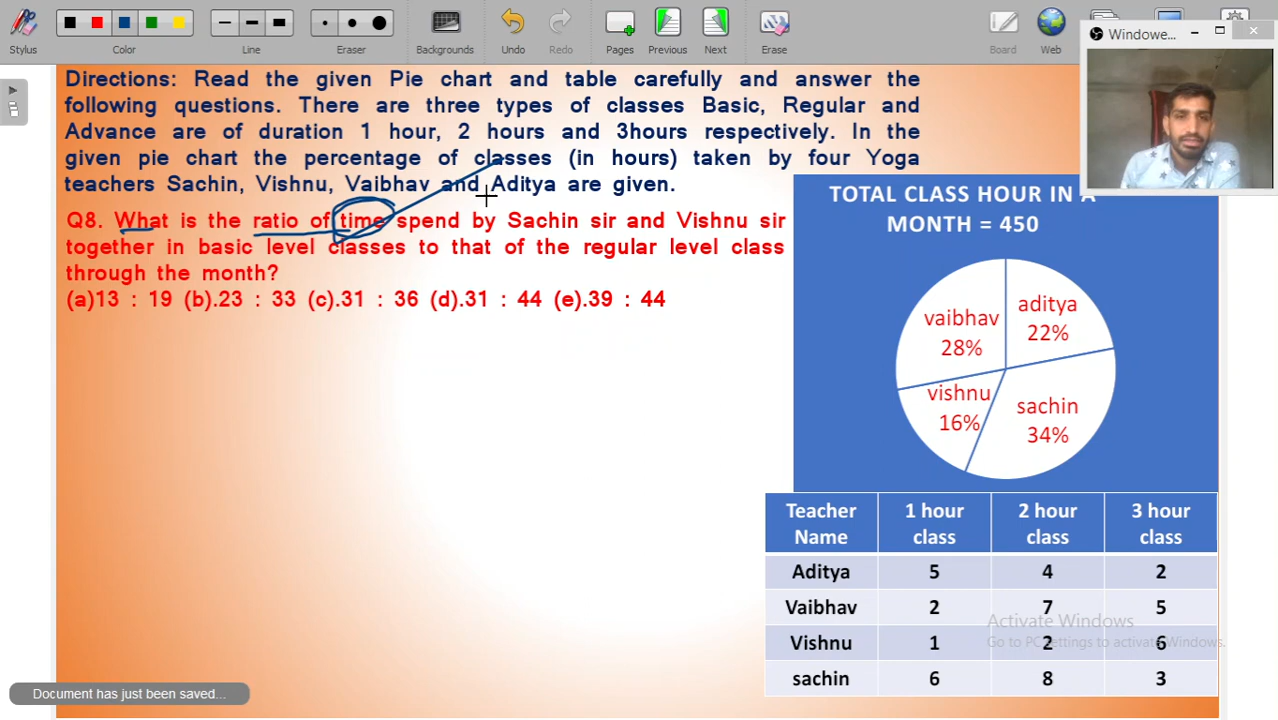 Stylus
Color
Line
Eraser
Backgrounds
Undo
Redo
Pages
Previous
Next
Erase
Board
Web
Windowe...
Directions: Read the given Pie chart and table carefully and answer the
following questions. There are three types of classes Basic, Regular and
Advance are of duration 1 hour, 2 hours and 3hours respectively. In the
given pie chart the percentage of classes (in hours) taken by four Yoga
teachers Sachin, Vishnu, Vaibhav and Aditya are given.
Q8. What is the ratio of time spend by Sachin sir and Vishnu sir
together in basic level classes to that of the regular level class
through the month?
(a)13 : 19 (b).23 : 33 (c).31 : 36 (d).31 : 44 (e).39 : 44
TOTAL CLASS HOUR IN A
MONTH = 450
vaibhav
28%
aditya
22%
vishnu
16%
sachin
34%
Teacher Name 1 hour class 2 hour class 3 hour class
Aditya 5 4 2
Vaibhav 2 7 5
Vishnu 1 2 6
sachin 6 8 3
Activate Windows
Go to PC settings to activate Windows.
Document has just been saved...